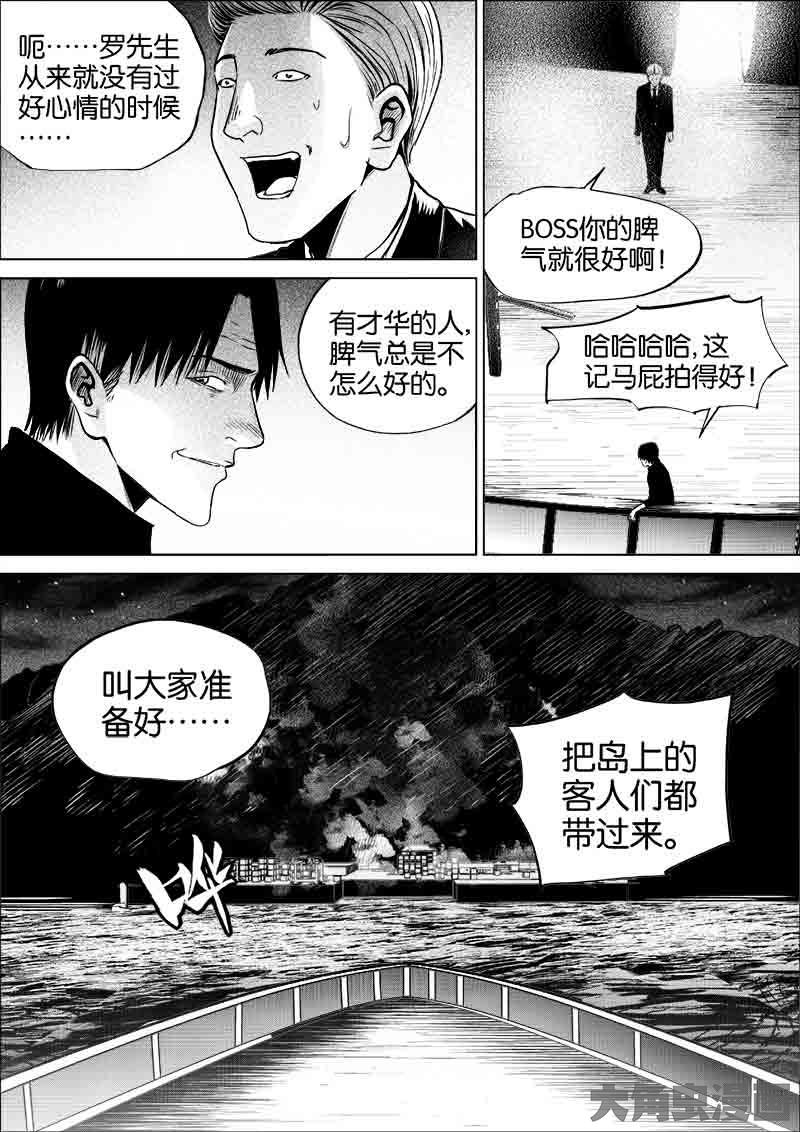 呃……罗先生
从来就没有过
好心情的时候
……
有才华的人，
脾气总是不
怎么好的。
BOSS你的脾
气就很好啊！
哈哈哈哈，这
记马屁拍得好！
叫大家准
备好……
把岛上的
客人们都
带过来。
哗
大角虫漫画